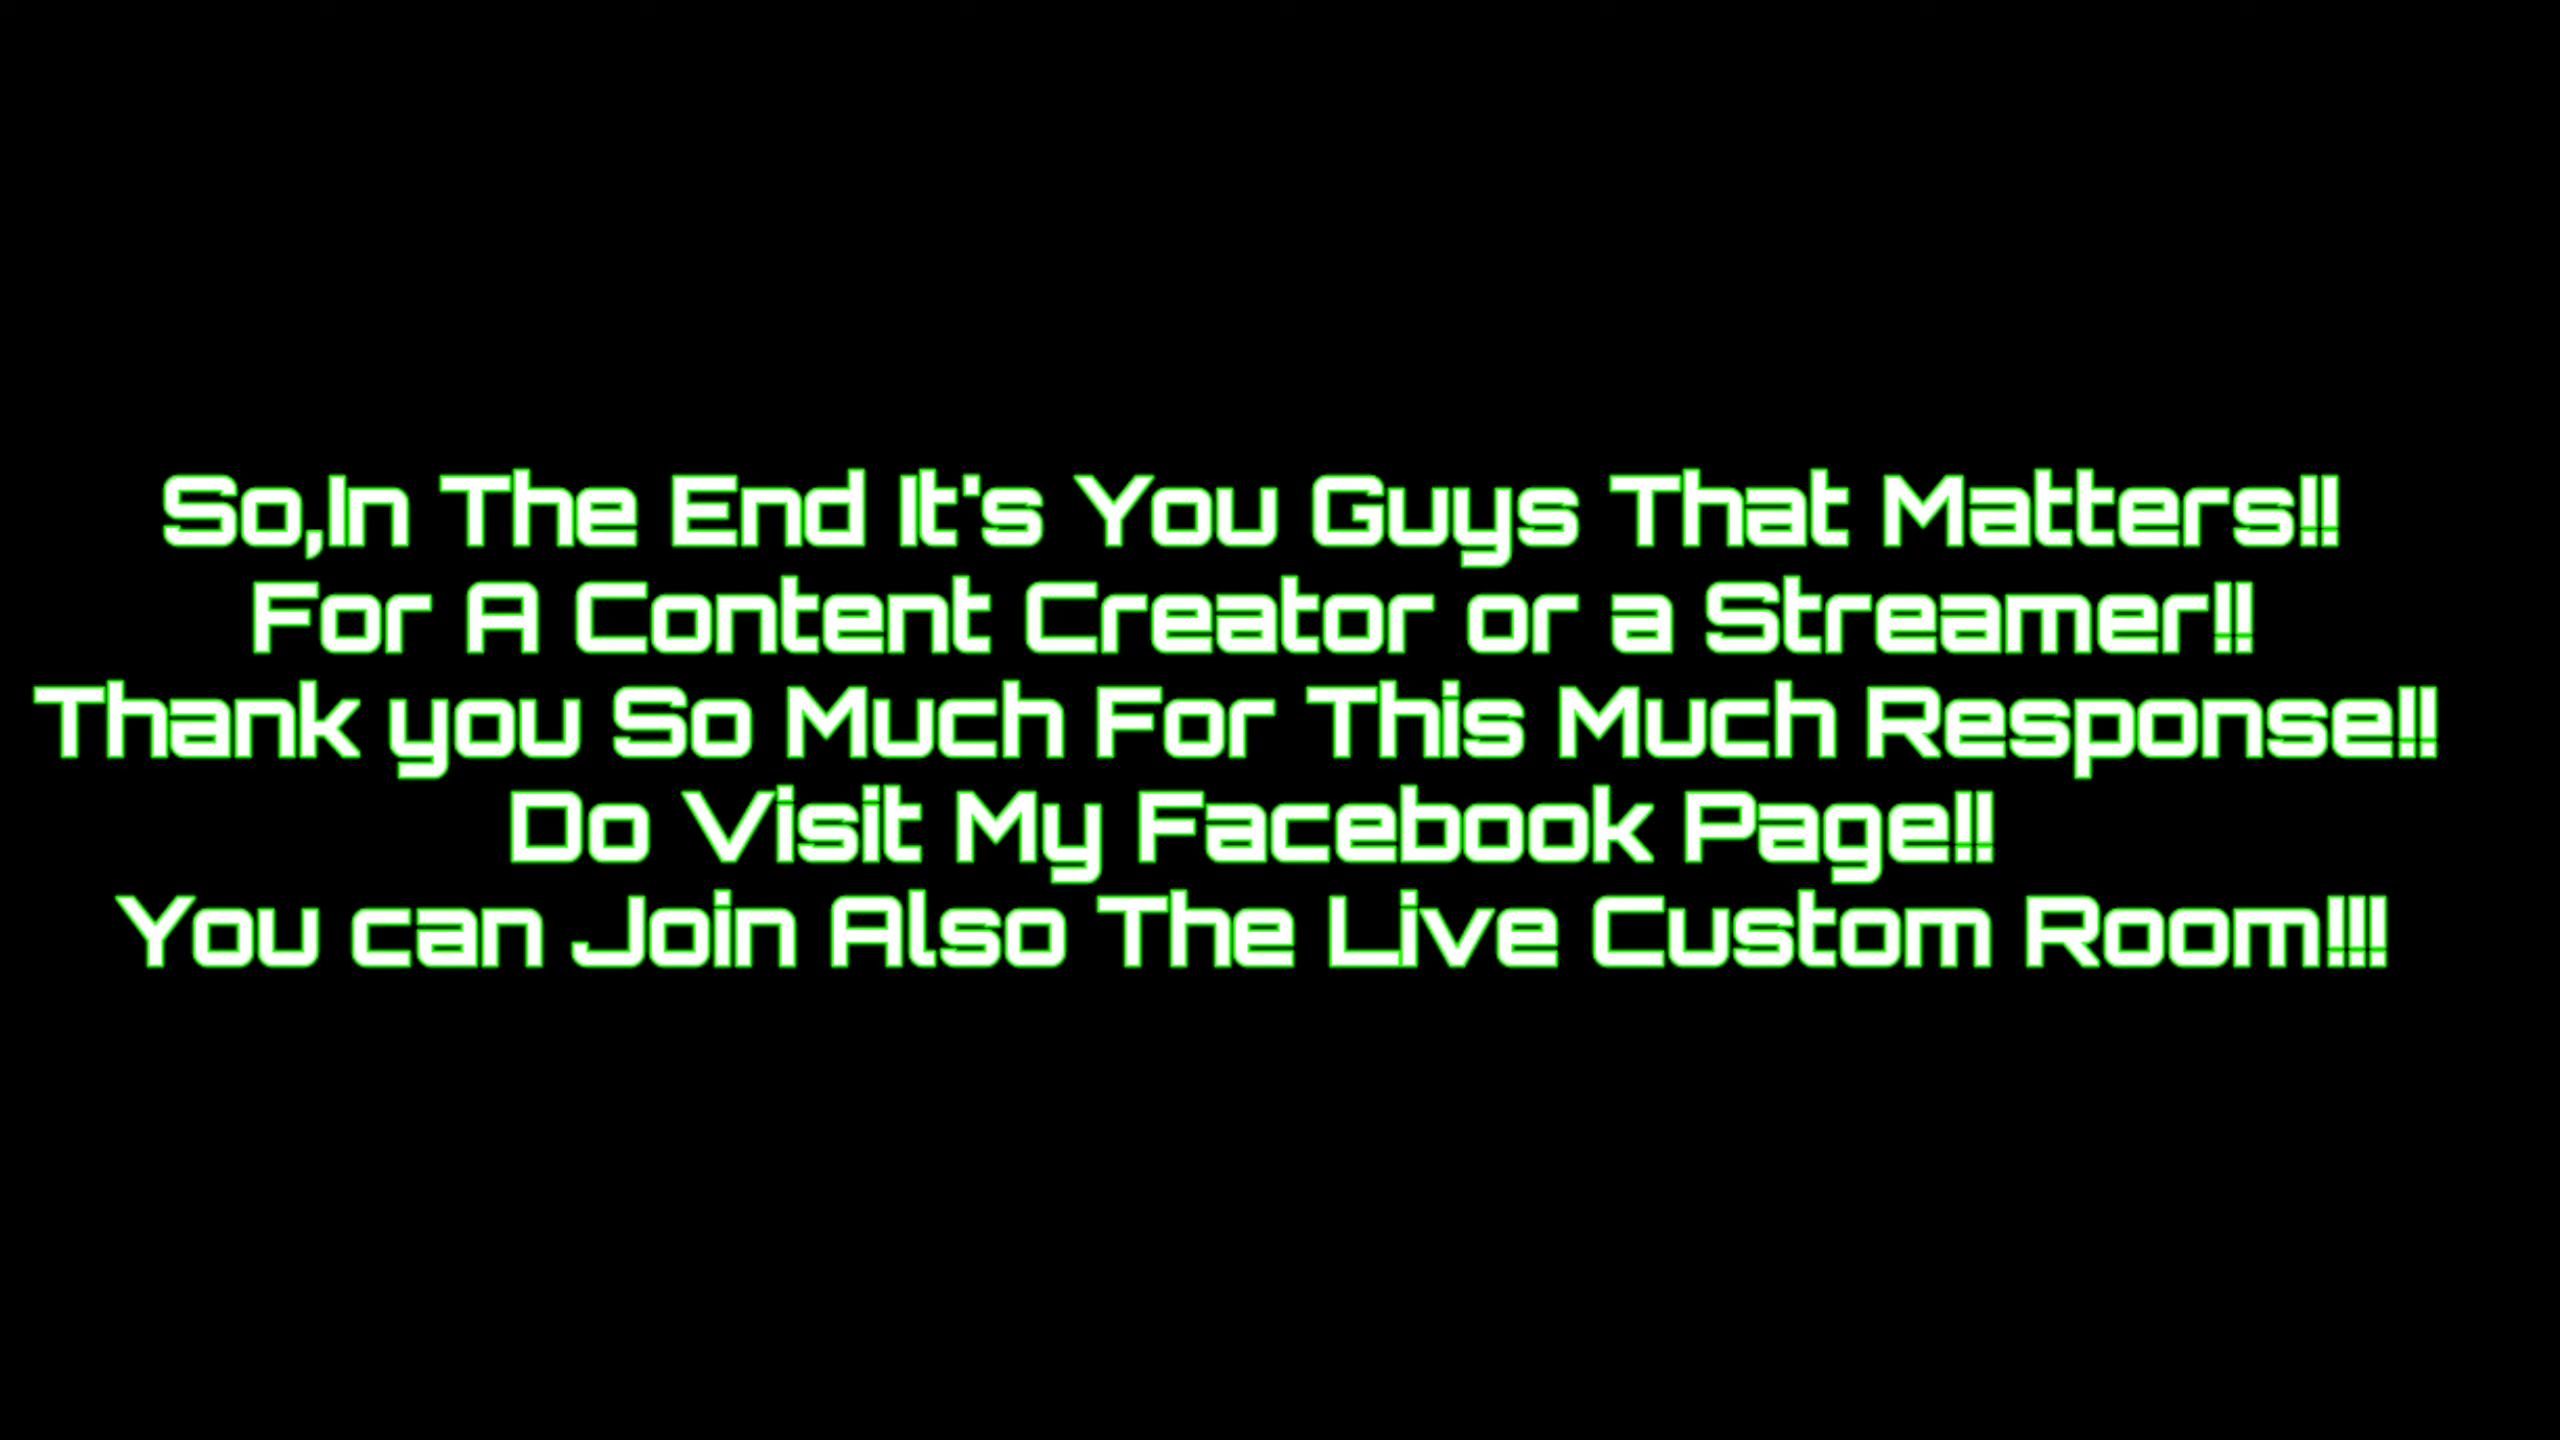 So,In The End It's You Guys That Matters!!
For A Content Creator or a Streamer!!
Thank you So Much For This Much Response!!
Do Visit My Facebook Page!!
You can Join Also The Live Custom Room!!!